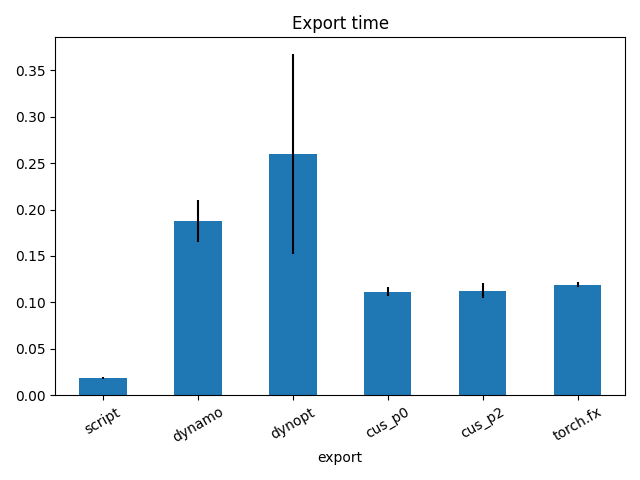 Export time
0.35
0.30
0.25
0.20
0.15
0.10
0.05
0.00
script
dynamo
dynopt
cus_p0
cus_p2
torch.fx
export